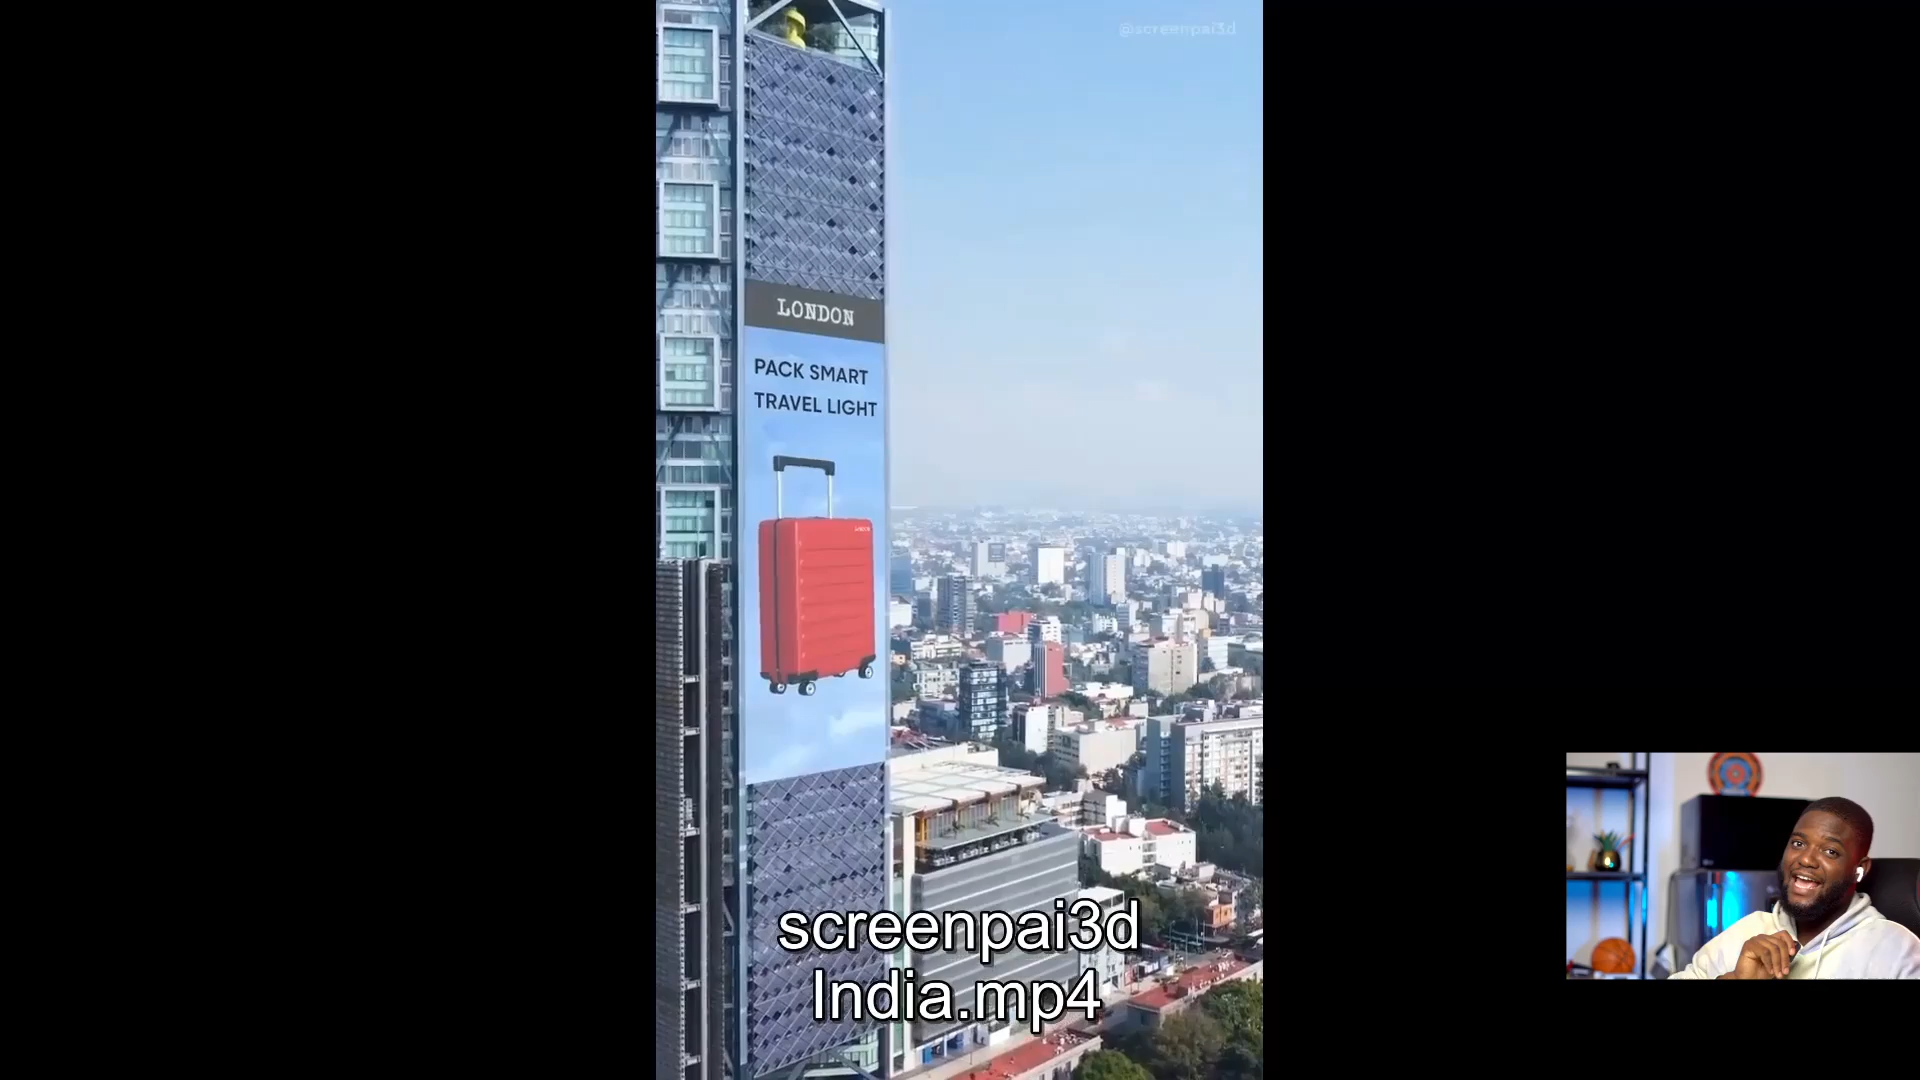 @screenpai3d
LONDON
PACK SMART
TRAVEL LIGHT
screenpai3d
India.mp4